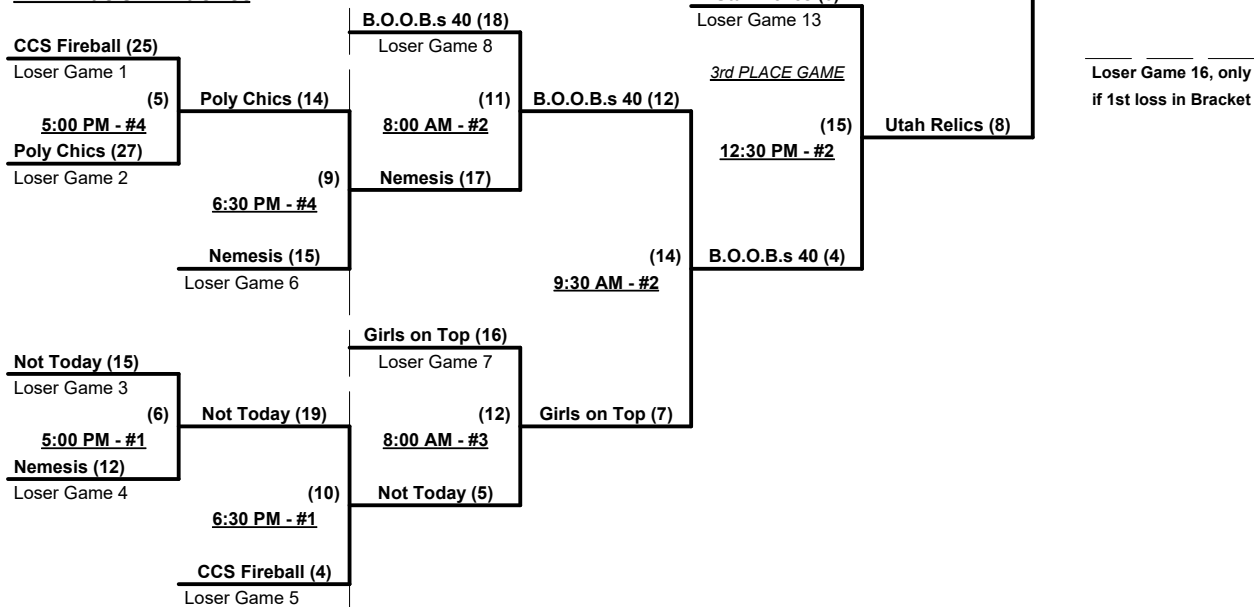 B.O.O.B.s 40 (18)
Loser Game 13
CCS Fireball (25)
Loser Game 8
Loser Game 1
3rd PLACE GAME
Loser Game 16, only
(5)
Poly Chics (14)
(11)
B.O.O.B.s 40 (12)
if 1st loss in Bracket
5:00 PM - #4
8:00 AM - #2
(15)
Utah Relics (8)
Poly Chics (27)
12:30 PM - #2
Loser Game 2
(9)
Nemesis (17)
6:30 PM - #4
Nemesis (15)
(14)
B.O.O.B.s 40 (4)
Loser Game 6
9:30 AM - #2
Girls on Top (16)
Not Today (15)
Loser Game 7
Loser Game 3
(6)
Not Today (19)
(12)
Girls on Top (7)
5:00 PM - #1
8:00 AM - #3
Nemesis (12)
Loser Game 4
(10)
Not Today (5)
6:30 PM - #1
CCS Fireball (4)
Loser Game 5